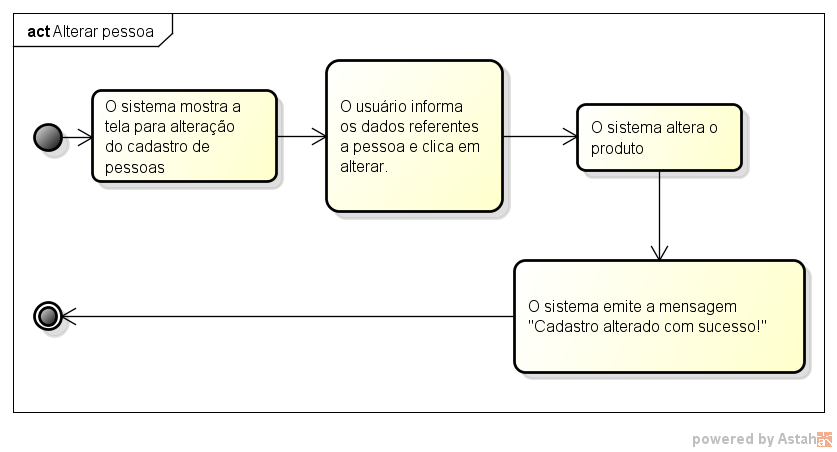 act Alterar pessoa
O sistema mostra a
tela para alteração
do cadastro de
pessoas
O usuário informa
os dados referentes
a pessoa e clica em
alterar.
O sistema altera o
produto
O sistema emite a mensagem
"Cadastro alterado com sucesso!"
powered by Astah